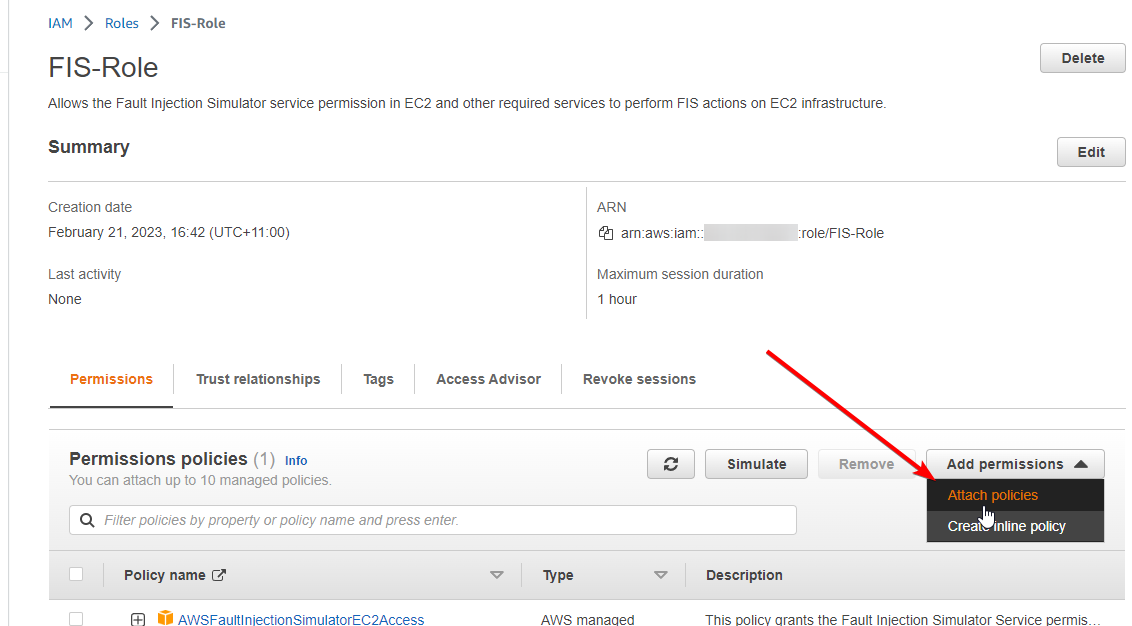 IAM > Roles > FIS-Role
FIS-Role
Delete
Allows the Fault Injection Simulator service permission in EC2 and other required services to perform FIS actions on EC2 infrastructure.
Summary
Edit
Creation date
February 21, 2023, 16:42 (UTC+11:00)
ARN
arn:aws:iam:: :role/FIS-Role
Last activity
None
Maximum session duration
1 hour
Permissions Trust relationships Tags Access Advisor Revoke sessions
Permissions policies (1) Info
You can attach up to 10 managed policies.
Simulate Remove Add permissions
Attach policies
Create inline policy
Filter policies by property or policy name and press enter.
Policy name Type Description
AWSFaultInjectionSimulatorEC2Access AWS managed This policy grants the Fault Injection Simulator Service permis…